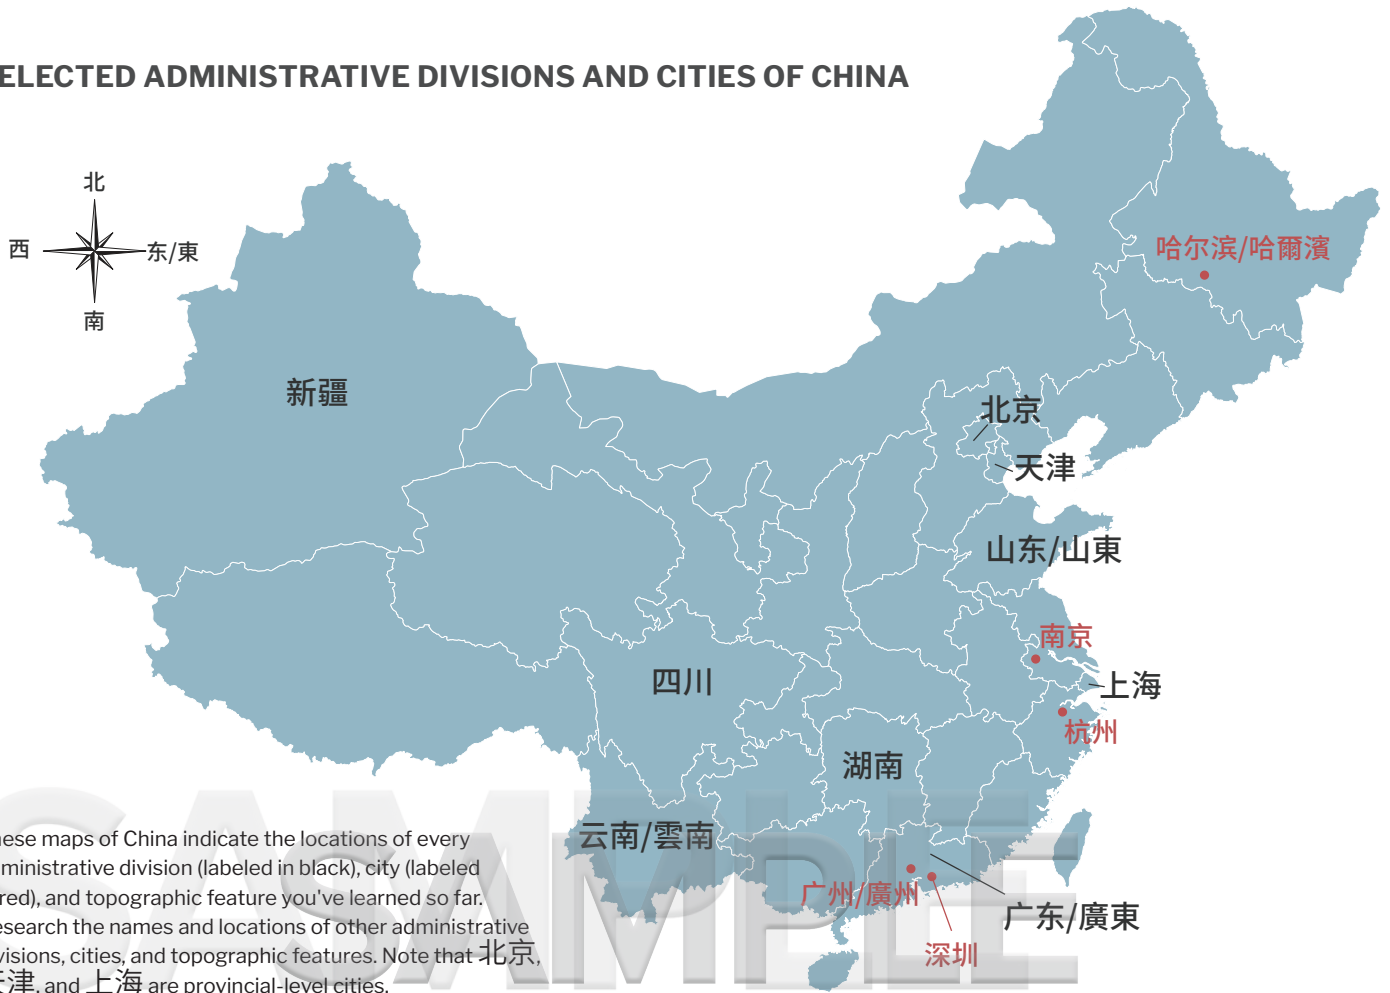 ELECTED ADMINISTRATIVE DIVISIONS AND CITIES OF CHINA
北
西
东/東
南
哈尔滨/哈爾濱
新疆
北京
天津
山东/山東
南京
四川
上海
杭州
湖南
云南/雲南
广州/廣州
广东/廣東
深圳
ese maps of China indicate the locations of every
ministrative division (labeled in black), city (labeled
red), and topographic feature you've learned so far.
esearch the names and locations of other administrative
visions, cities, and topographic features. Note that 北京,
天津, and 上海 are provincial-level cities.
SAMPLE